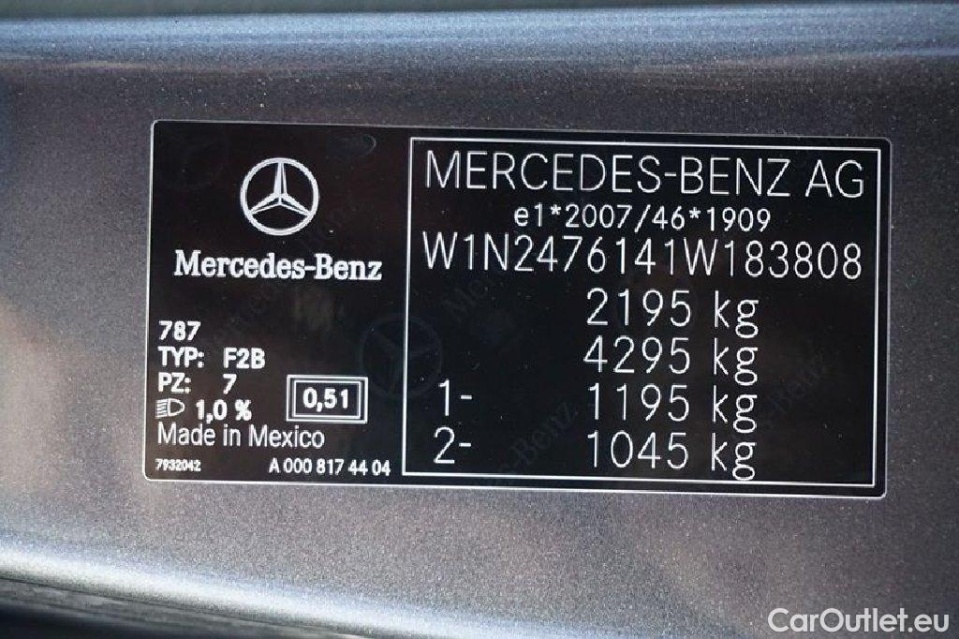 Mercedes-Benz
787
TYP: F2B
PZ: 7
1,0 %
0,51
Made in Mexico
7932042 A 000 817 44 04
MERCEDES-BENZ AG
e1*2007/46*1909
W1N2476141W183808
2195 kg
4295 kg
1- 1195 kg
2- 1045 kg
CarOutlet.eu